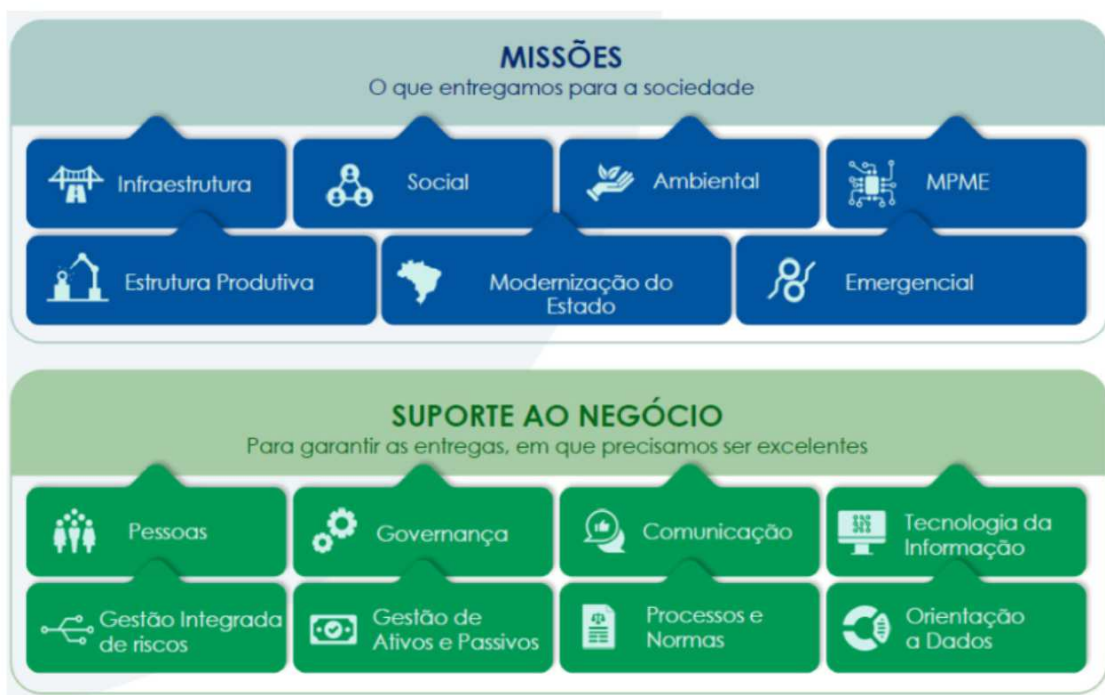 MISSÕES
O que entregamos para a sociedade
Infraestrutura
Social
Ambiental
MPME
Estrutura Produtiva
Modernização do
Estado
Emergencial
SUPORTE AO NEGÓCIO
Para garantir as entregas, em que precisamos ser excelentes
Pessoas
Governança
Comunicação
Tecnologia da
Informação
Gestão Integrada
de riscos
Gestão de
Ativos e Passivos
Processos e
Normas
Orientação
a Dados